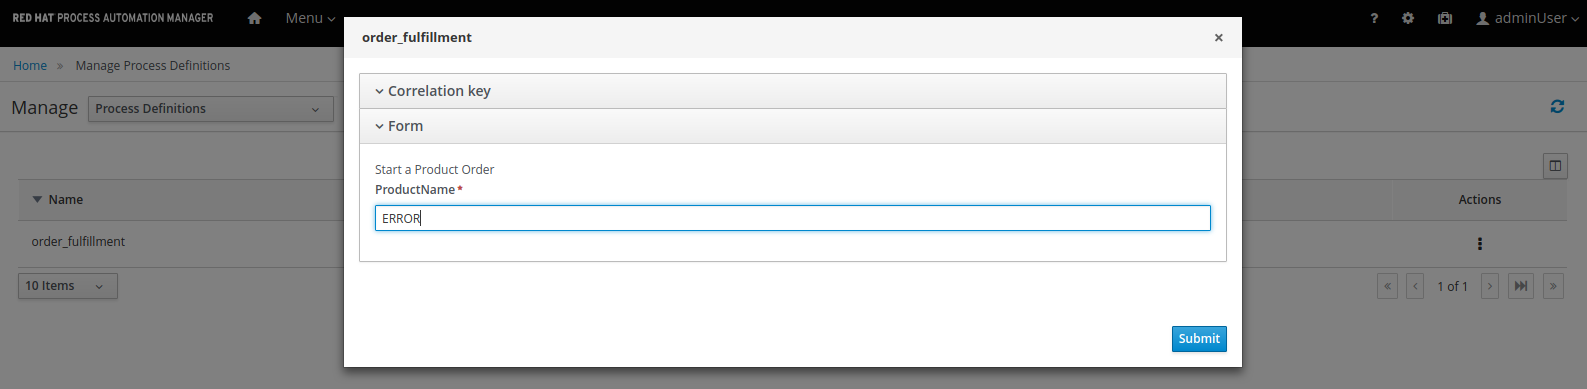 RED HAT PROCESS AUTOMATION MANAGER
Menu
?
adminUser
order_fulfillment
×
Home » Manage Process Definitions
Correlation key
Manage
Process Definitions
Form
Start a Product Order
ProductName*
Name
Actions
ERROR
order_fulfillment
10 Items
1 of 1
Submit